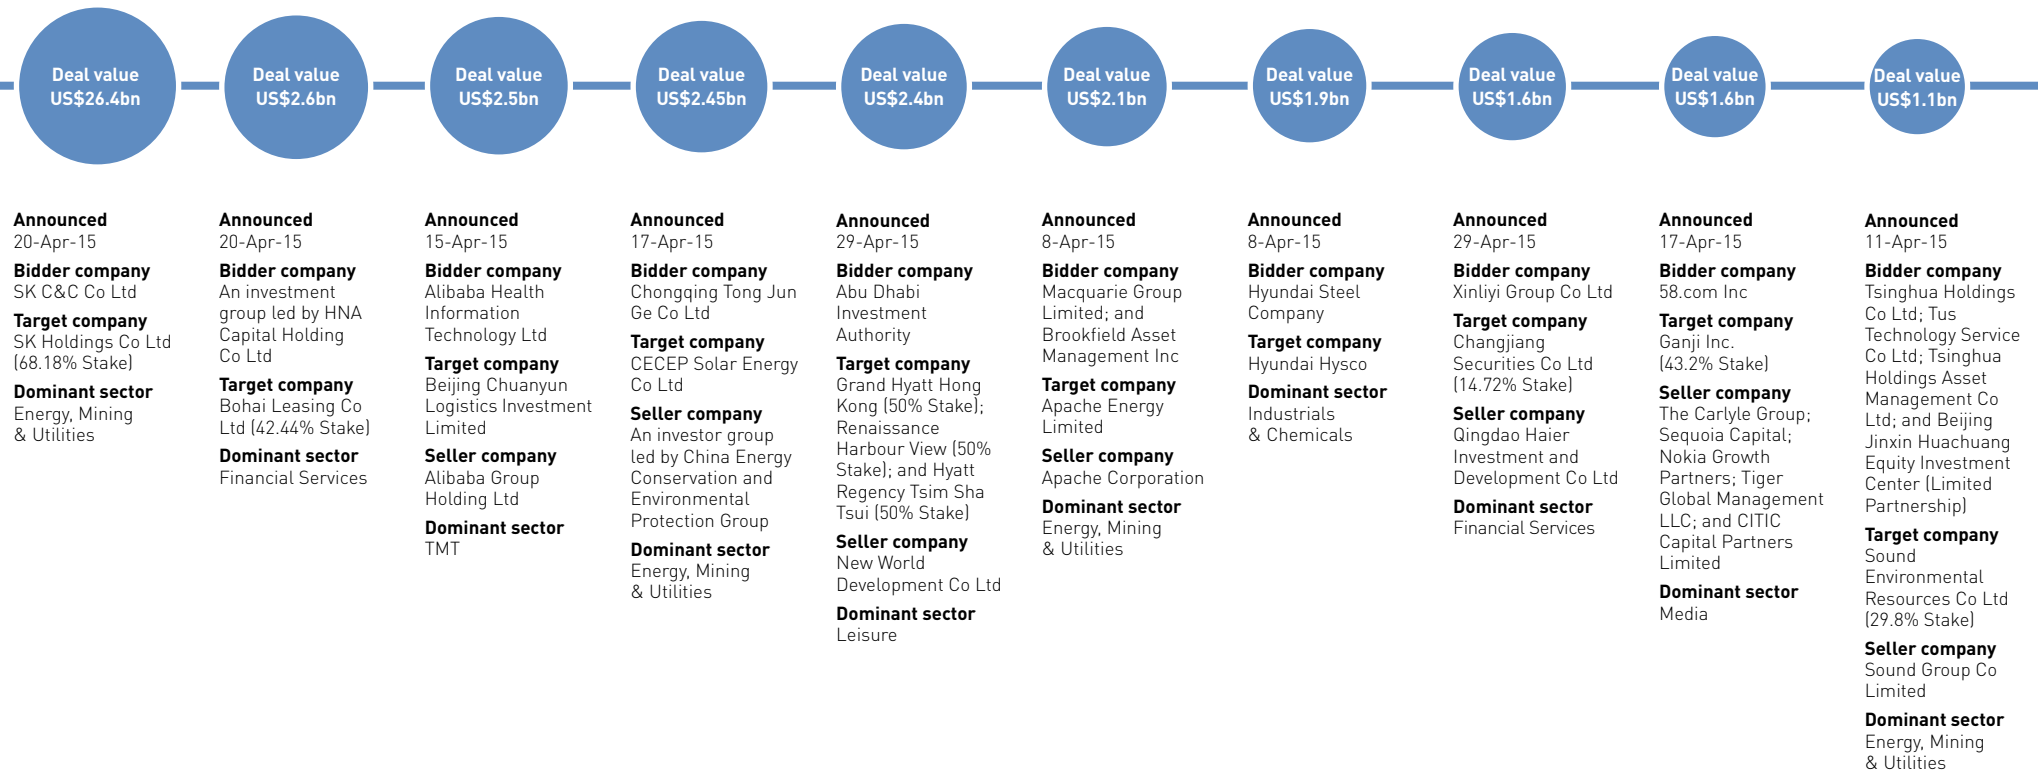 Deal value
US$26.4bn
Deal value
US$2.6bn
Deal value
US$2.5bn
Deal value
US$2.45bn
Deal value
US$2.4bn
Deal value
US$2.1bn
Deal value
US$1.9bn
Deal value
US$1.6bn
Deal value
US$1.6bn
Deal value
US$1.1bn
Announced
20-Apr-15
Bidder company
SK C&C Co Ltd
Target company
SK Holdings Co Ltd
(68.18% Stake)
Dominant sector
Energy, Mining
& Utilities
Announced
20-Apr-15
Bidder company
An investment
group led by HNA
Capital Holding
Co Ltd
Target company
Bohai Leasing Co
Ltd (42.44% Stake)
Dominant sector
Financial Services
Announced
15-Apr-15
Bidder company
Alibaba Health
Information
Technology Ltd
Target company
Beijing Chuanyun
Logistics Investment
Limited
Seller company
Alibaba Group
Holding Ltd
Dominant sector
TMT
Announced
17-Apr-15
Bidder company
Chongqing Tong Jun
Ge Co Ltd
Target company
CECEP Solar Energy
Co Ltd
Seller company
An investor group
led by China Energy
Conservation and
Environmental
Protection Group
Dominant sector
Energy, Mining
& Utilities
Announced
29-Apr-15
Bidder company
Abu Dhabi
Investment
Authority
Target company
Grand Hyatt Hong
Kong (50% Stake);
Renaissance
Harbour View (50%
Stake); and Hyatt
Regency Tsim Sha
Tsui (50% Stake)
Seller company
New World
Development Co Ltd
Dominant sector
Leisure
Announced
8-Apr-15
Bidder company
Macquarie Group
Limited; and
Brookfield Asset
Management Inc
Target company
Apache Energy
Limited
Seller company
Apache Corporation
Dominant sector
Energy, Mining
& Utilities
Announced
8-Apr-15
Bidder company
Hyundai Steel
Company
Target company
Hyundai Hysco
Dominant sector
Industrials
& Chemicals
Announced
29-Apr-15
Bidder company
Xinliyi Group Co Ltd
Target company
Changjiang
Securities Co Ltd
(14.72% Stake)
Seller company
Qingdao Haier
Investment and
Development Co Ltd
Dominant sector
Financial Services
Announced
17-Apr-15
Bidder company
58.com Inc
Target company
Ganji Inc.
(43.2% Stake)
Seller company
The Carlyle Group;
Sequoia Capital;
Nokia Growth
Partners; Tiger
Global Management
LLC; and CITIC
Capital Partners
Limited
Dominant sector
Media
Announced
11-Apr-15
Bidder company
Tsinghua Holdings
Co Ltd; Tus
Technology Service
Co Ltd; Tsinghua
Holdings Asset
Management Co
Ltd; and Beijing
Jinxin Huachuang
Equity Investment
Center (Limited
Partnership)
Target company
Sound
Environmental
Resources Co Ltd
(29.8% Stake)
Seller company
Sound Group Co
Limited
Dominant sector
Energy, Mining
& Utilities